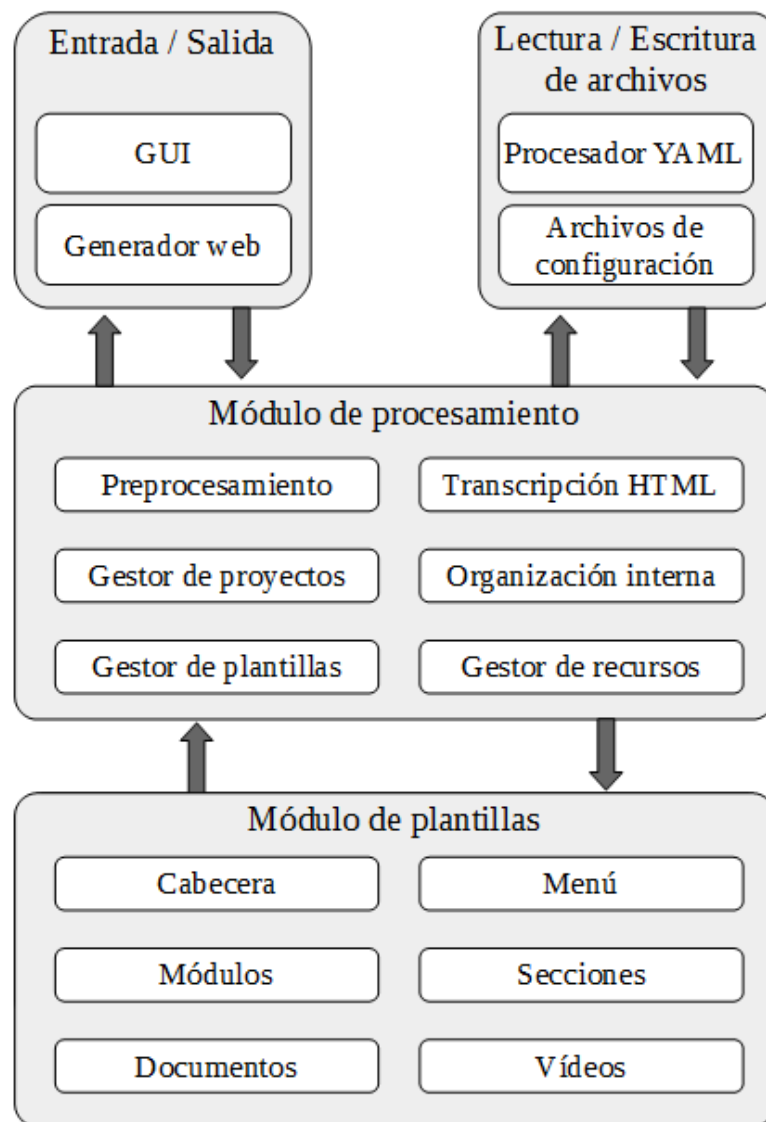 Entrada / Salida
GUI
Generador web
Lectura / Escritura
de archivos
Procesador YAML
Archivos de
configuración
Módulo de procesamiento
Preprocesamiento
Transcripción HTML
Gestor de proyectos
Organización interna
Gestor de plantillas
Gestor de recursos
Módulo de plantillas
Cabecera
Menú
Módulos
Secciones
Documentos
Vídeos